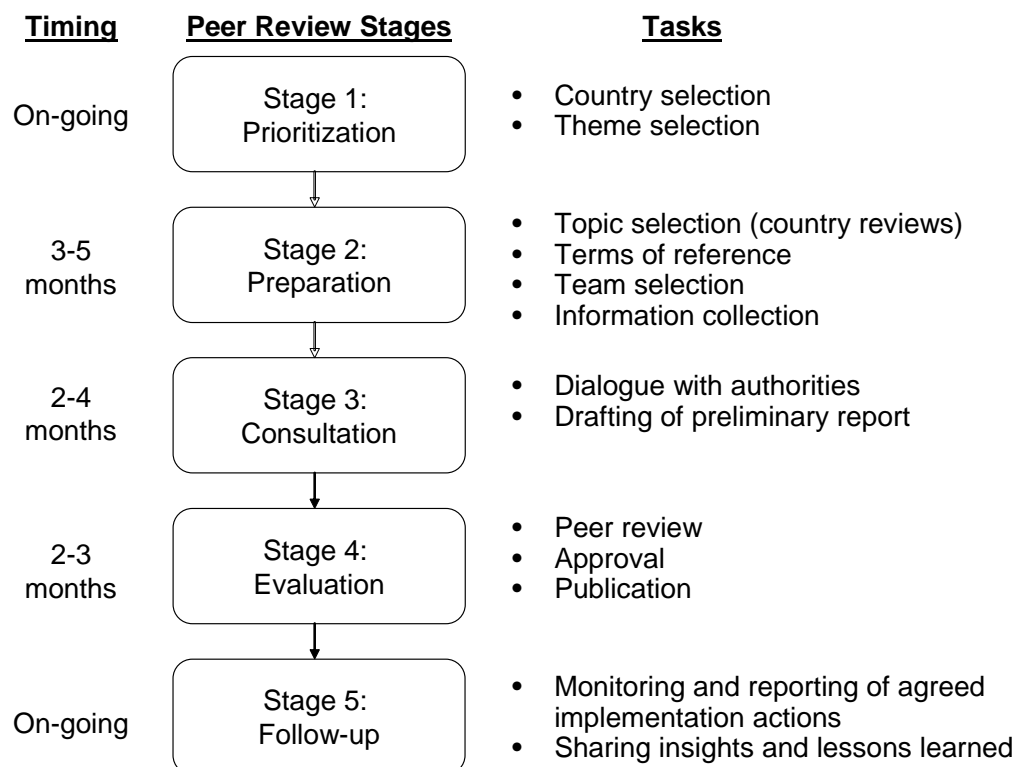 Timing Peer Review Stages Tasks
On-going
Stage 1:
Prioritization
• Country selection
• Theme selection
3-5
months
Stage 2:
Preparation
• Topic selection (country reviews)
• Terms of reference
• Team selection
• Information collection
2-4
months
Stage 3:
Consultation
• Dialogue with authorities
• Drafting of preliminary report
2-3
months
Stage 4:
Evaluation
• Peer review
• Approval
• Publication
On-going
Stage 5:
Follow-up
• Monitoring and reporting of agreed
implementation actions
• Sharing insights and lessons learned